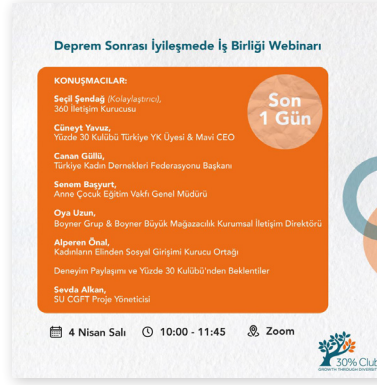 Deprem Sonrası İyileşmede İş Birliği Webinarı
KONUŞMACILAR:
Son
1 Gün
Seçil Şendağ (Kolaylaştırıcı),
360 İletişim Kurucusu
Cüneyt Yavuz,
Yüzde 30 Kulübü Türkiye YK Üyesi & Mavi CEO
Canan Güllü,
Türkiye Kadın Dernekleri Federasyonu Başkanı
Senem Başyurt,
Anne Çocuk Eğitim Vakfı Genel Müdürü
Oya Uzun,
Boyner Grup & Boyner Büyük Mağazacılık Kurumsal İletişim Direktörü
Alperen Önal,
Kadınların Elinden Sosyal Girişimi Kurucu Ortağı
Deneyim Paylaşımı ve Yüzde 30 Kulübü'nden Beklentiler
Sevda Alkan,
SU CGFT Proje Yöneticisi
4 Nisan Salı 10:00 - 11:45 Zoom
30% Club
GROWTH THROUGH DIVERSITY